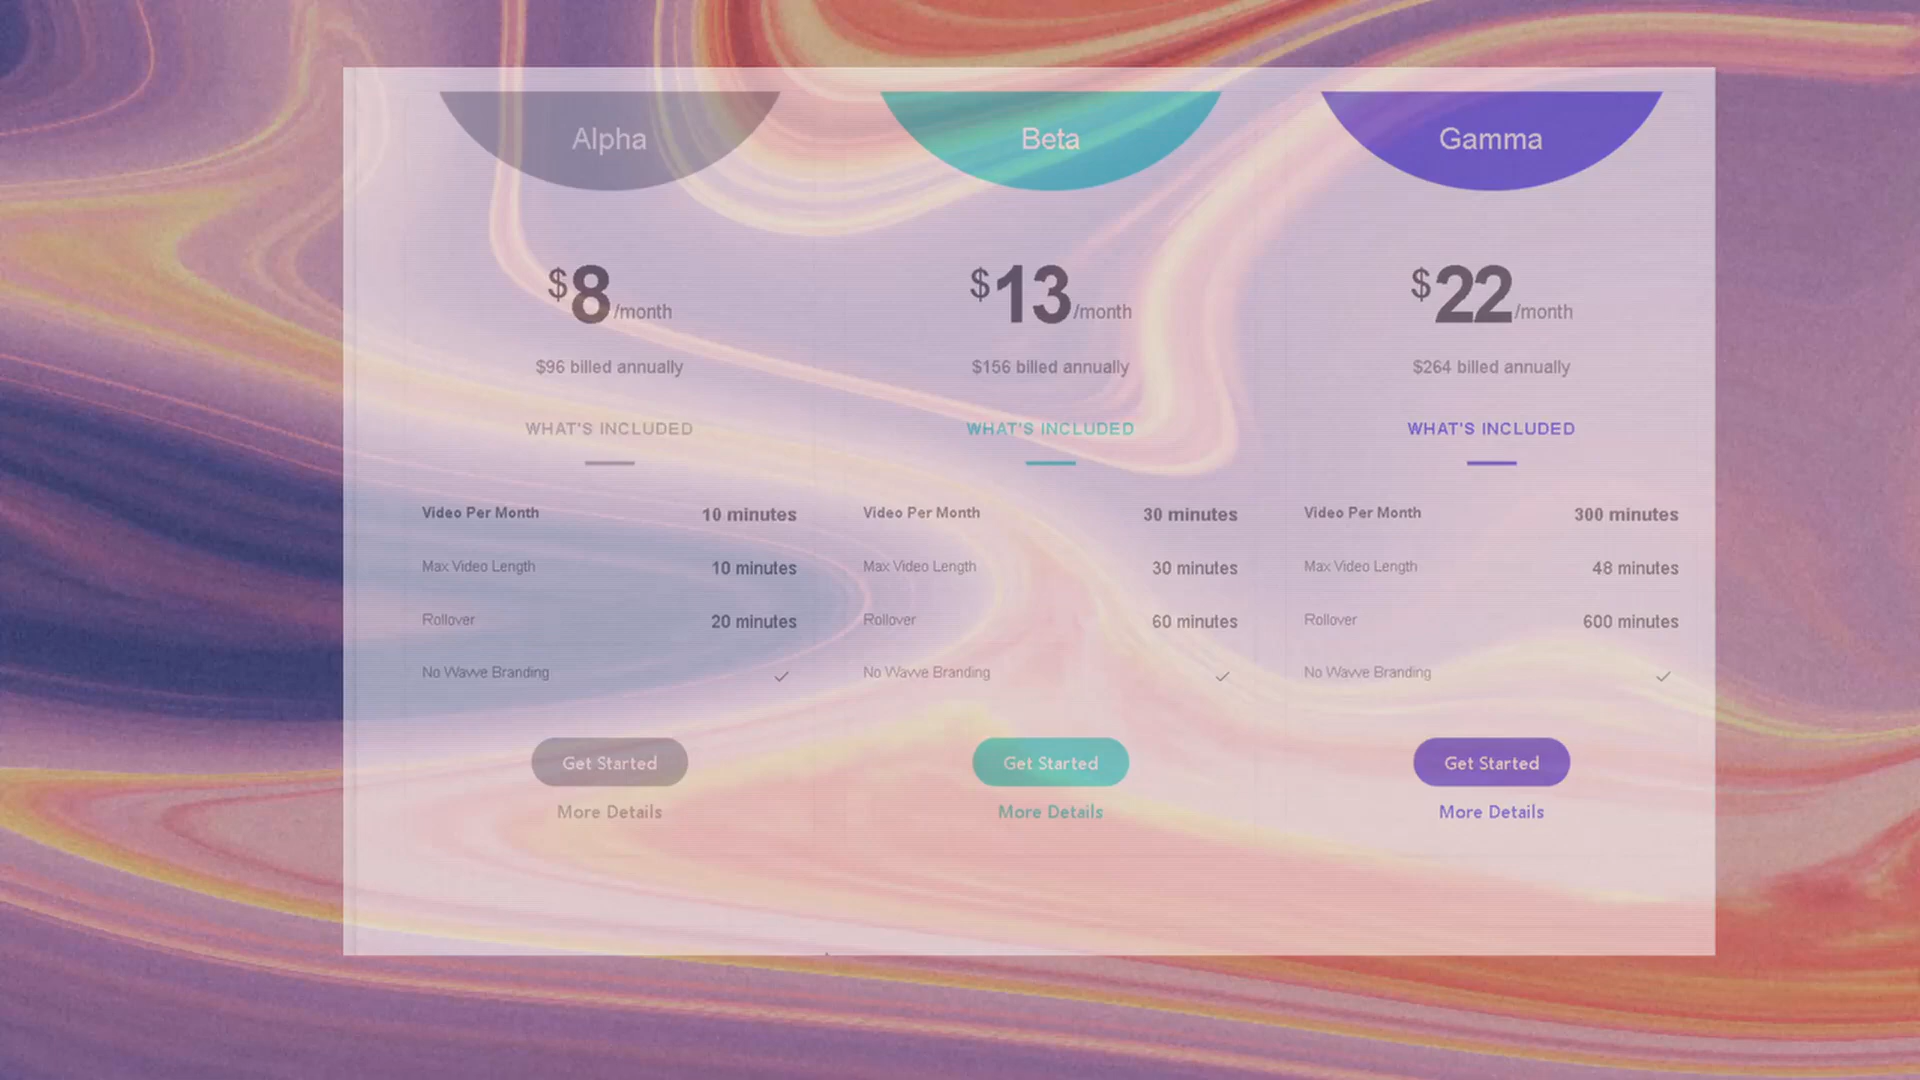 Alpha
$8/month
$96 billed annually
WHAT'S INCLUDED
Video Per Month 10 minutes
Max Video Length 10 minutes
Rollover 20 minutes
No Wavve Branding ✓
Get Started
More Details
Beta
$13/month
$156 billed annually
WHAT'S INCLUDED
Video Per Month 30 minutes
Max Video Length 30 minutes
Rollover 60 minutes
No Wavve Branding ✓
Get Started
More Details
Gamma
$22/month
$264 billed annually
WHAT'S INCLUDED
Video Per Month 300 minutes
Max Video Length 48 minutes
Rollover 600 minutes
No Wavve Branding ✓
Get Started
More Details